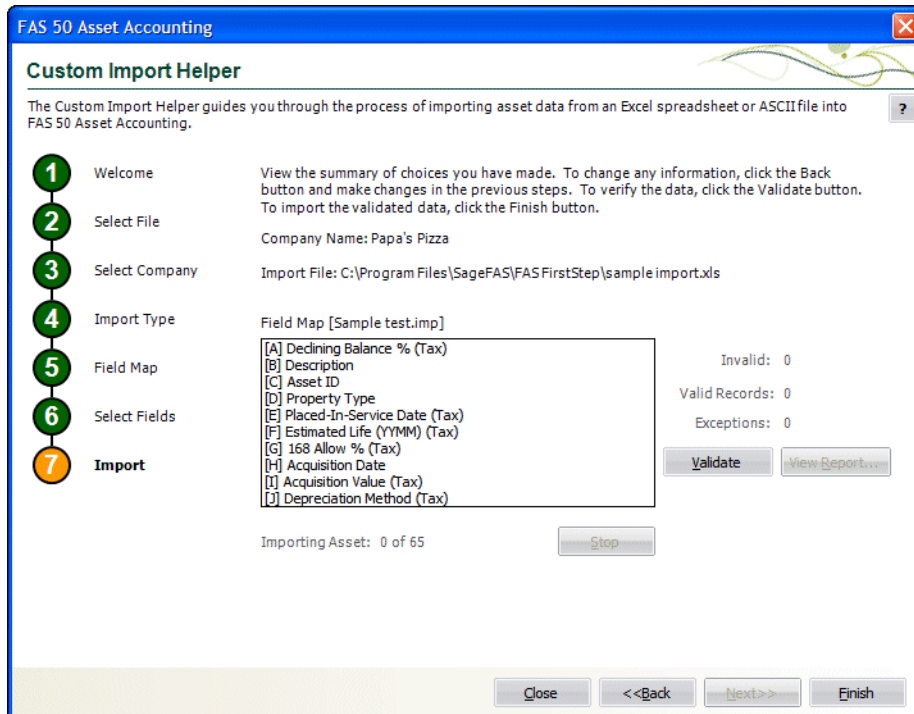 FAS 50 Asset Accounting
Custom Import Helper
The Custom Import Helper guides you through the process of importing asset data from an Excel spreadsheet or ASCII file into
FAS 50 Asset Accounting.
?
1 Welcome
2 Select File
3 Select Company
4 Import Type
5 Field Map
6 Select Fields
7 Import
View the summary of choices you have made. To change any information, click the Back
button and make changes in the previous steps. To verify the data, click the Validate button.
To import the validated data, click the Finish button.
Company Name: Papa's Pizza
Import File: C:\Program Files\SageFAS\FAS FirstStep\sample import.xls
Field Map [Sample test.imp]
[A] Declining Balance % (Tax)
[B] Description
[C] Asset ID
[D] Property Type
[E] Placed-In-Service Date (Tax)
[F] Estimated Life (YYMM) (Tax)
[G] 168 Allow % (Tax)
[H] Acquisition Date
[I] Acquisition Value (Tax)
[J] Depreciation Method (Tax)
Invalid: 0
Valid Records: 0
Exceptions: 0
Validate View Report...
Importing Asset: 0 of 65 Stop
Close <<Back Next>> Finish